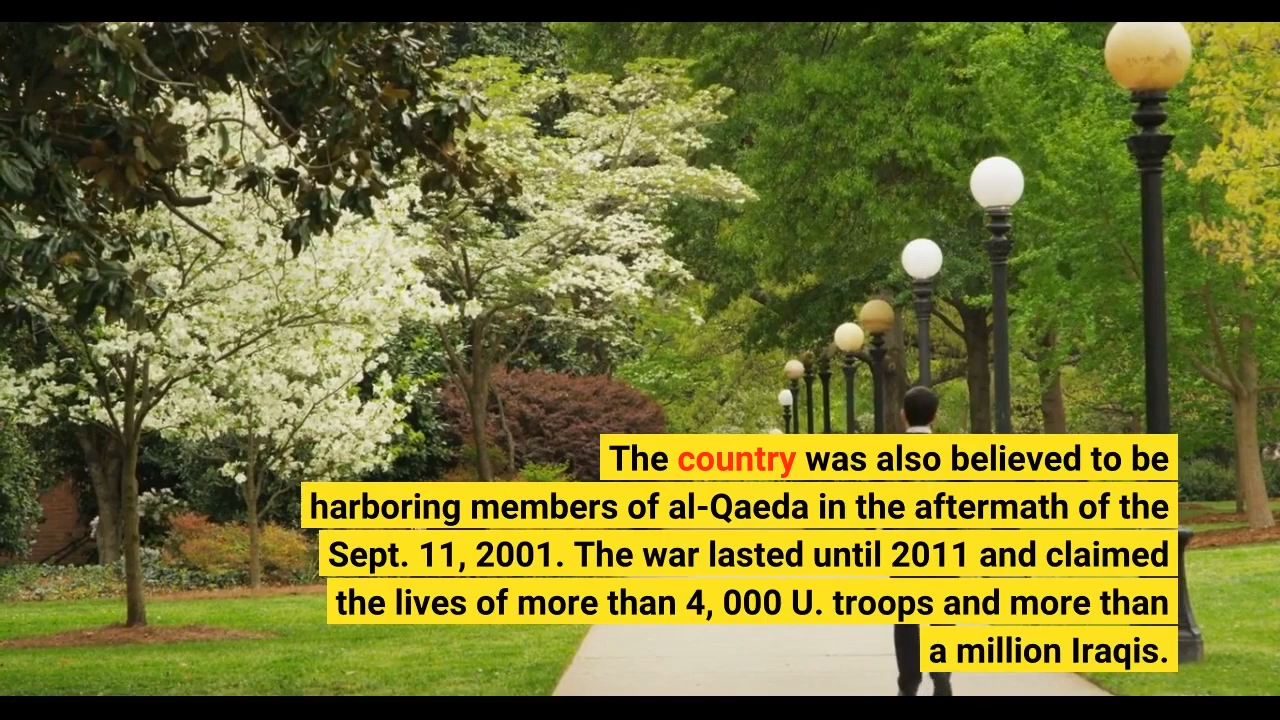 The country was also believed to be
harboring members of al-Qaeda in the aftermath of the
Sept. 11, 2001. The war lasted until 2011 and claimed
the lives of more than 4, 000 U. troops and more than
a million Iraqis.